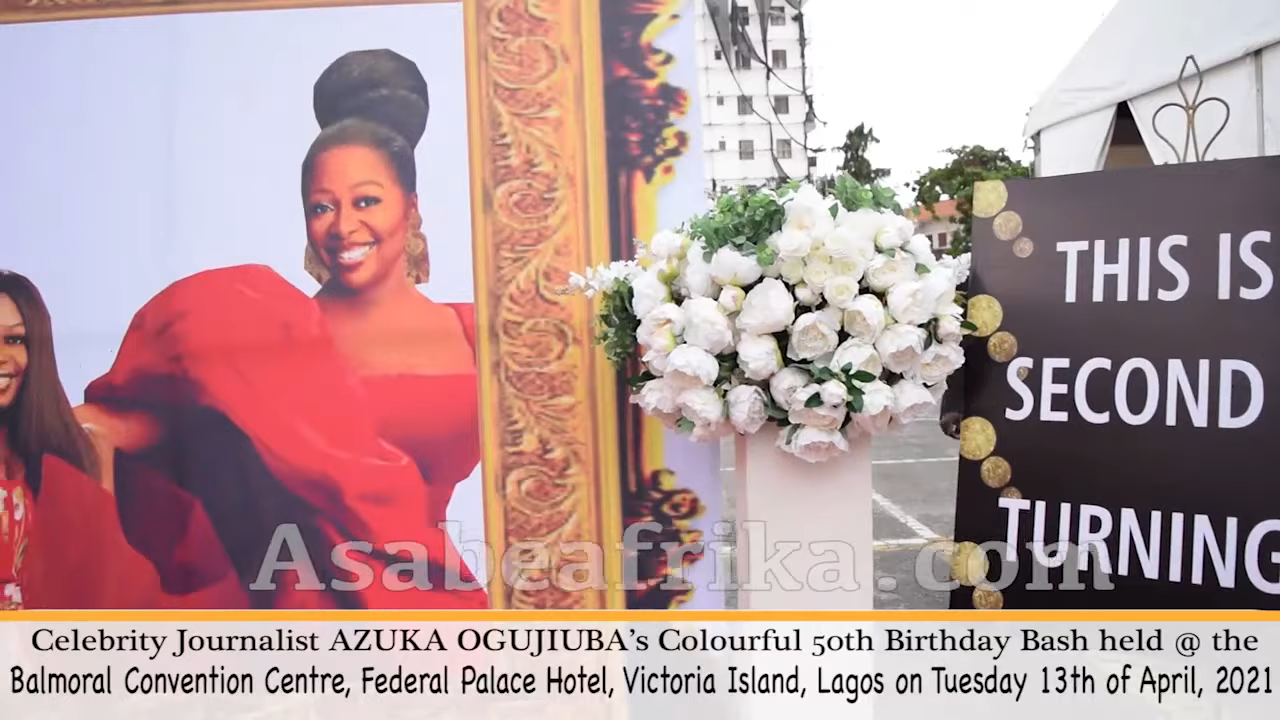 THIS IS
SECOND
TURNING
Asabeafrika.com
Celebrity Journalist AZUKA OGUJIUBA's Colourful 50th Birthday Bash held @ the
Balmoral Convention Centre, Federal Palace Hotel, Victoria Island, Lagos on Tuesday 13th of April, 2021